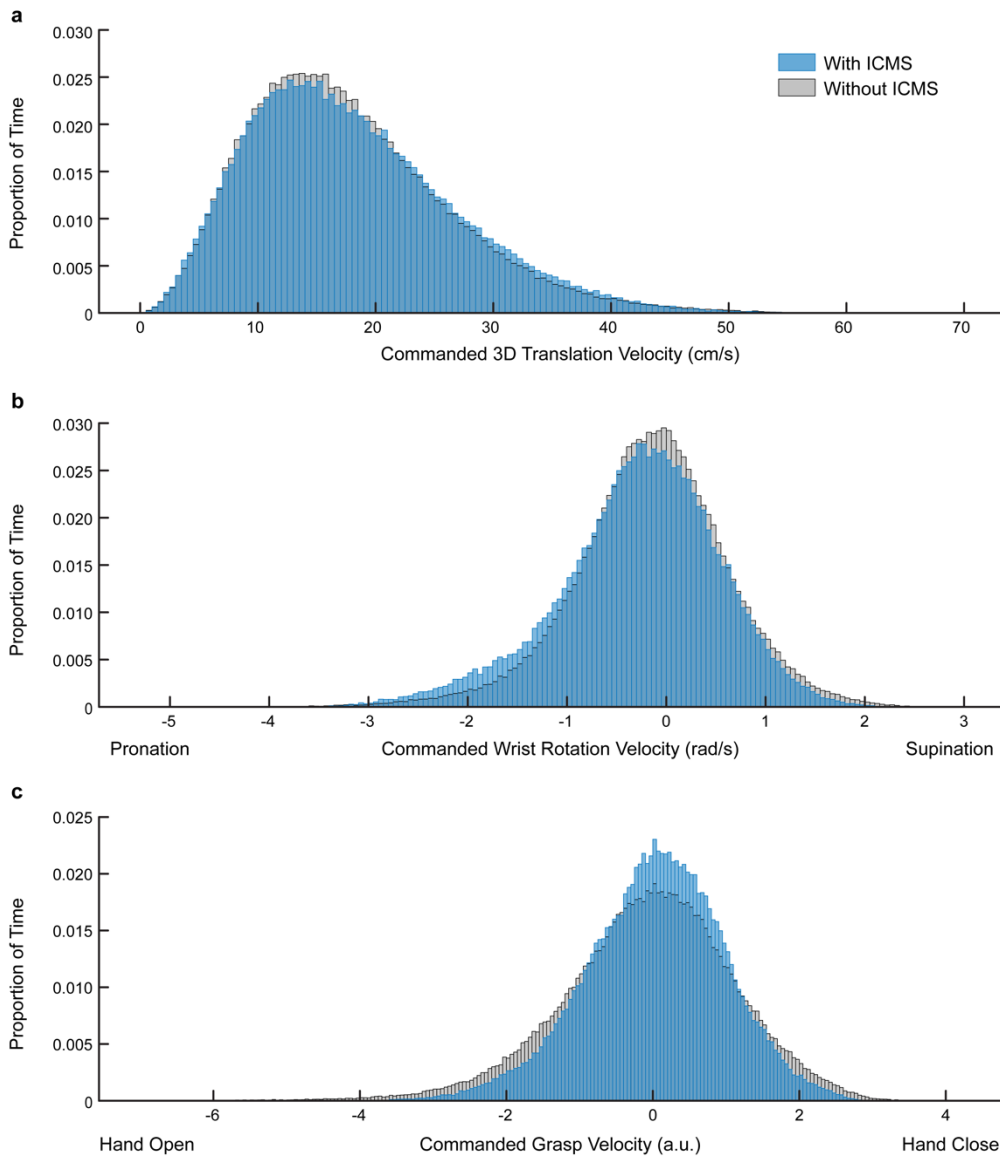 a
0.030
0.025
0.020
0.015
0.010
0.005
0
Proportion of Time
With ICMS
Without ICMS
0 10 20 30 40 50 60 70
Commanded 3D Translation Velocity (cm/s)
b
0.030
0.025
0.020
0.015
0.010
0.005
0
Proportion of Time
-5 -4 -3 -2 -1 0 1 2 3
Pronation Commanded Wrist Rotation Velocity (rad/s) Supination
c
0.025
0.020
0.015
0.010
0.005
0
Proportion of Time
-6 -4 -2 0 2 4
Hand Open Commanded Grasp Velocity (a.u.) Hand Close